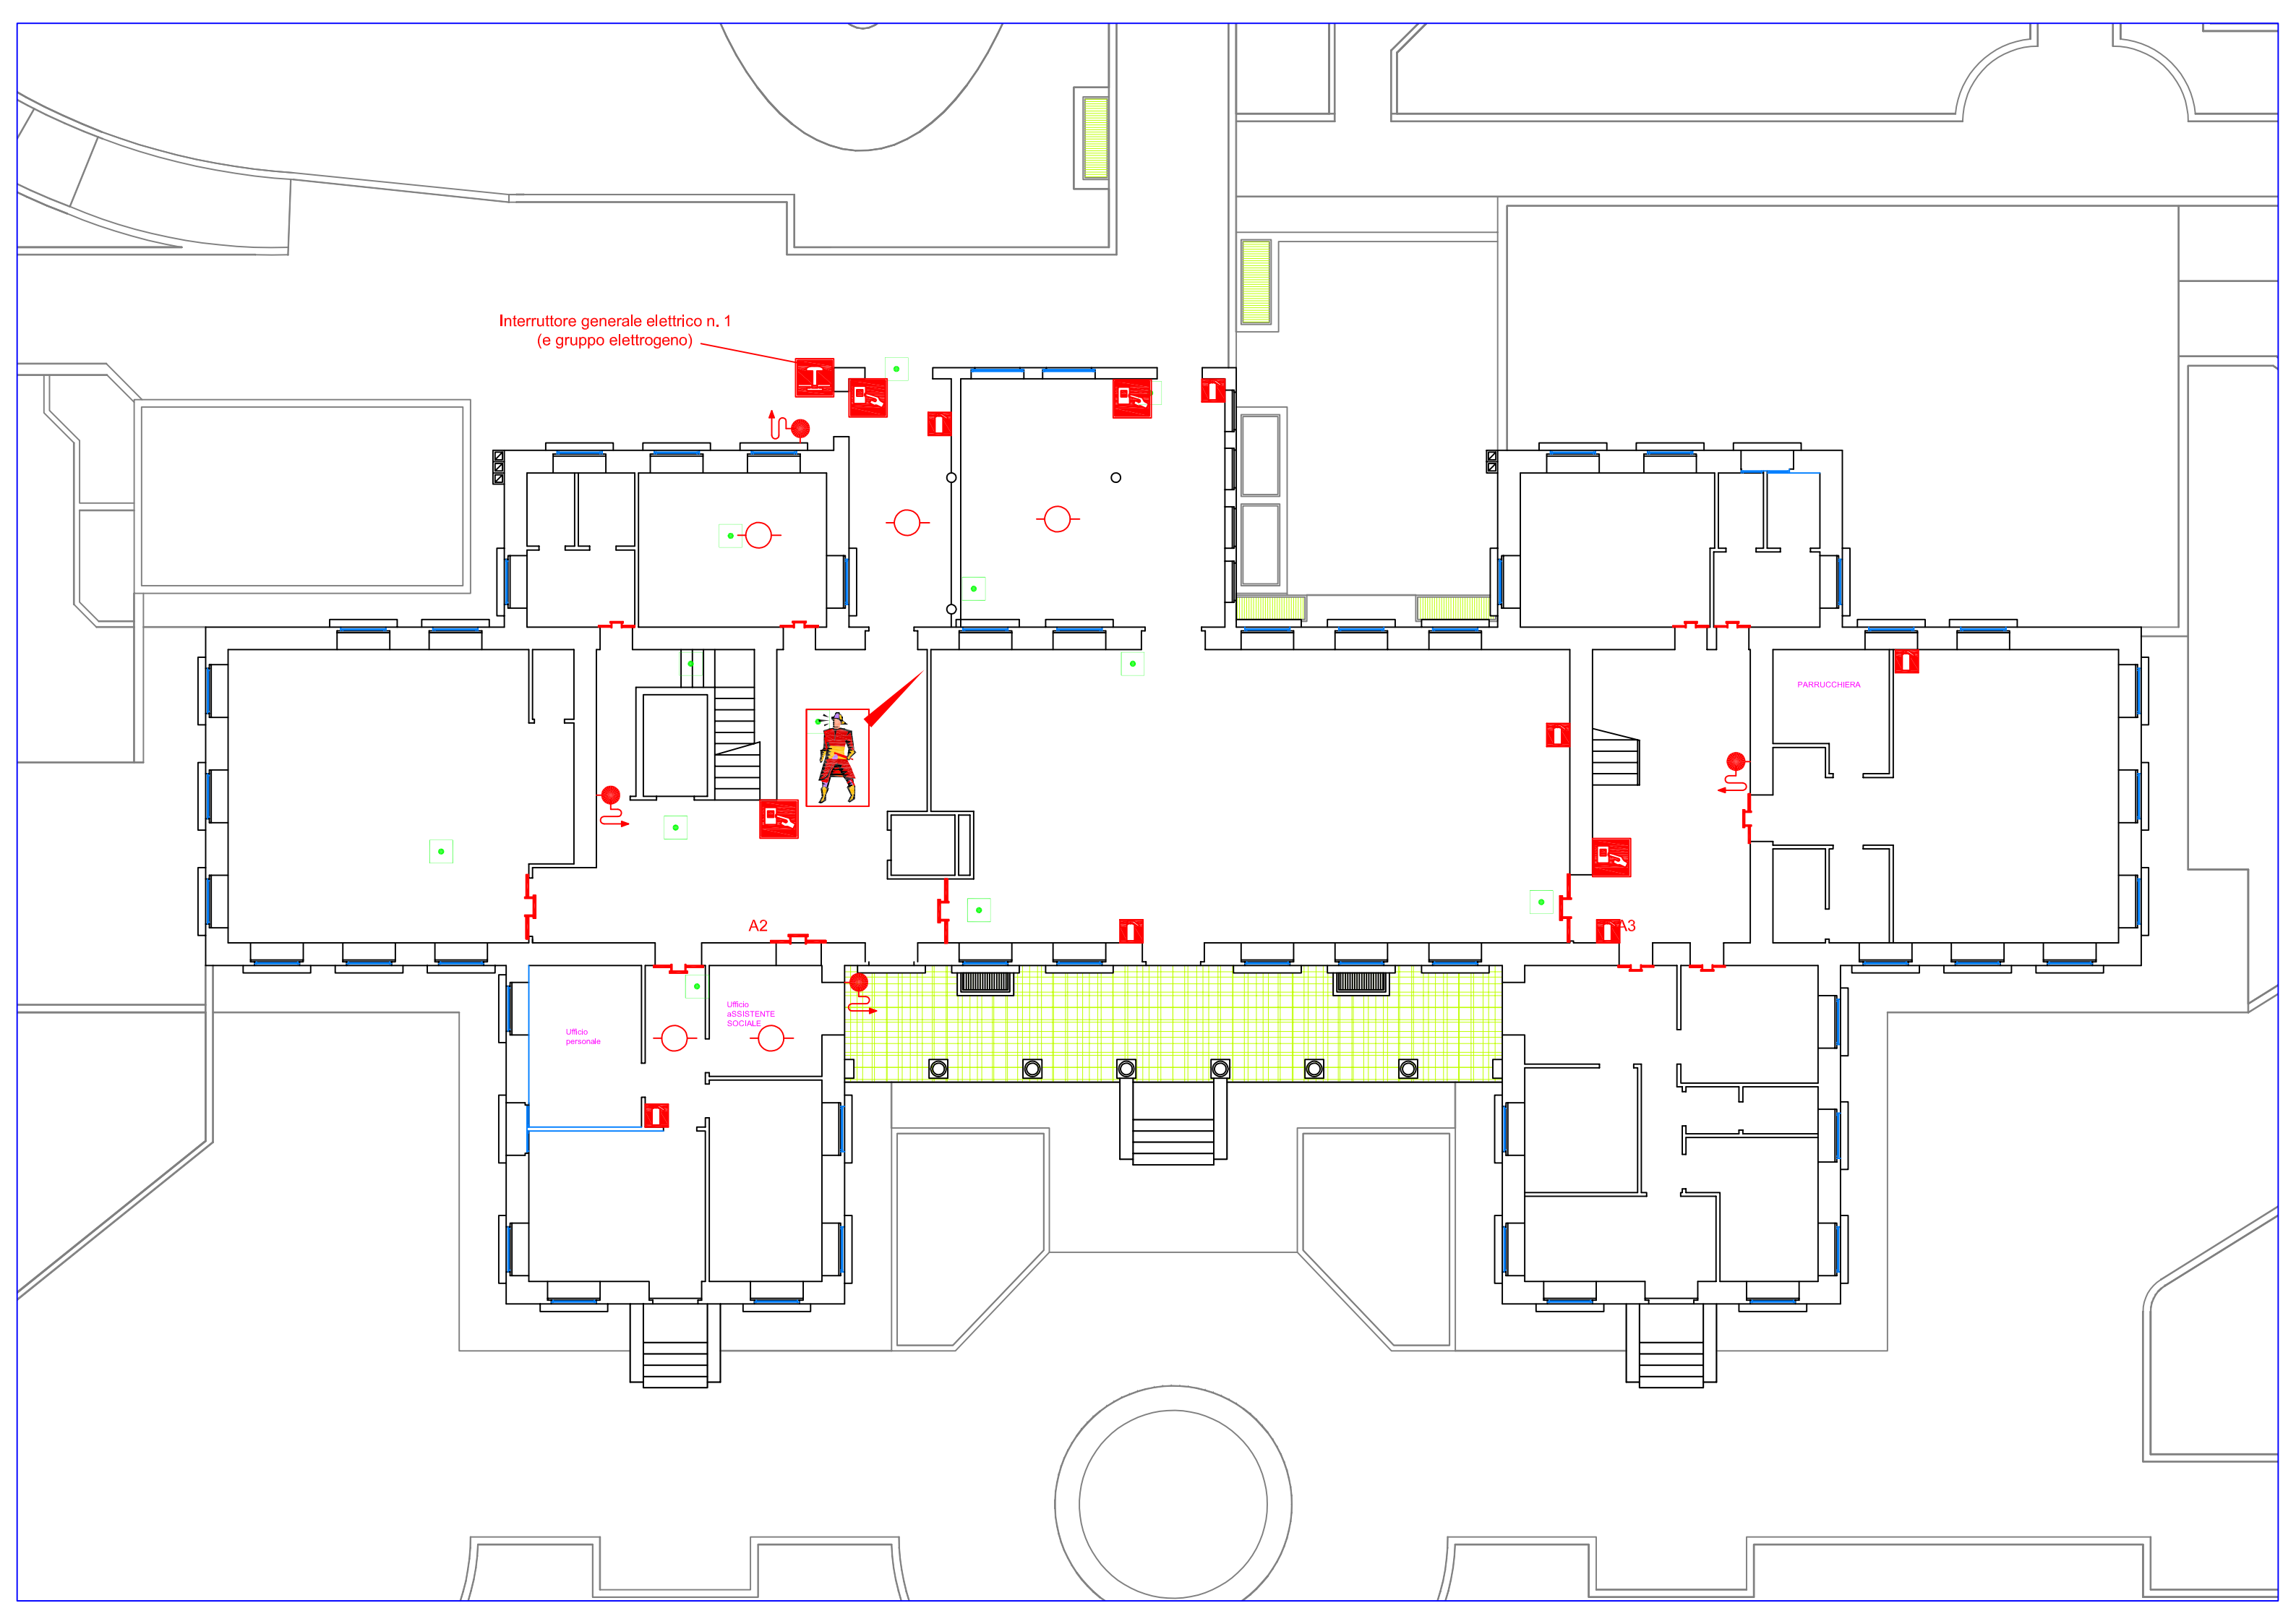 Interruttore generale elettrico n. 1
(e gruppo elettrogeno)
PARRUCCHIERA
A2
A3
Ufficio
aSSISTENTE
SOCIALE
Ufficio
personale